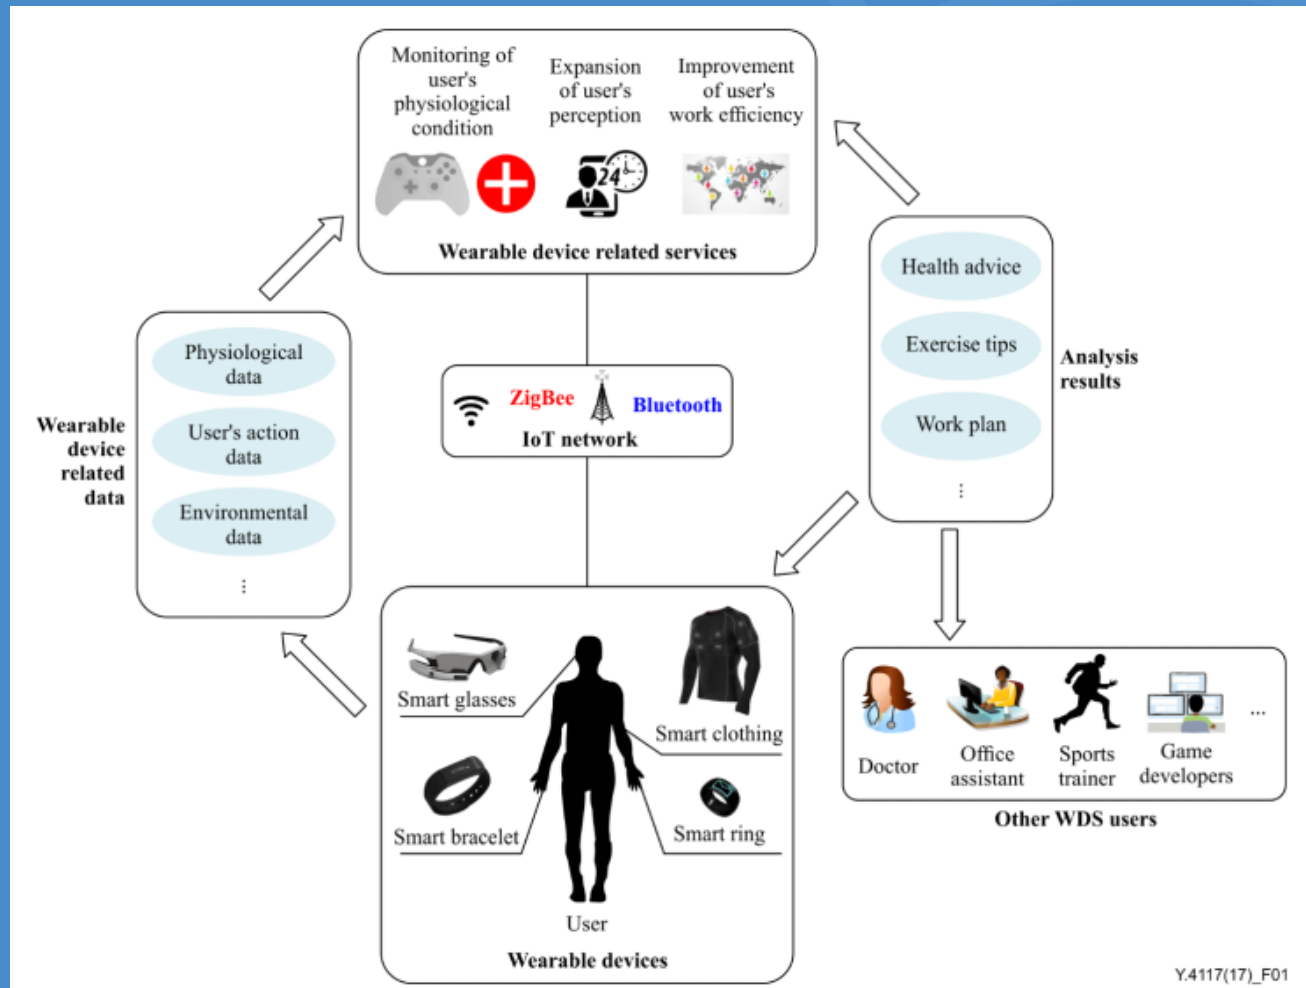 Monitoring of
user's
physiological
condition
Expansion
of user's
perception
Improvement
of user's
work efficiency
24
Wearable device related services
Health advice
Exercise tips
Work plan
⋮
Analysis
results
Physiological
data
User's action
data
Environmental
data
⋮
Wearable
device
related
data
ZigBee
Bluetooth
IoT network
Smart glasses
Smart clothing
Smart bracelet
Smart ring
User
Wearable devices
Doctor
Office
assistant
Sports
trainer
Game
developers
...
Other WDS users
Y.4117(17)_F01